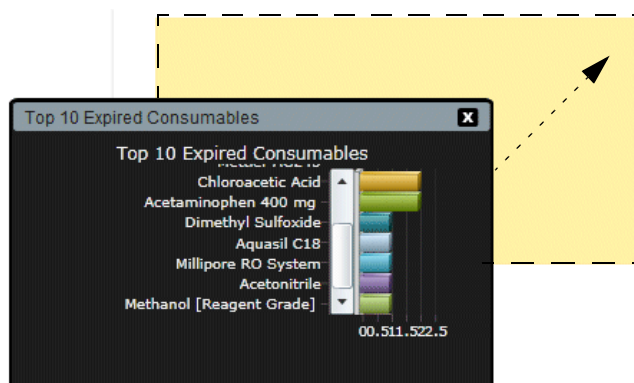 Top 10 Expired Consumables
Top 10 Expired Consumables
Chloroacetic Acid
Acetaminophen 400 mg
Dimethyl Sulfoxide
Aquasil C18
Millipore RO System
Acetonitrile
Methanol [Reagent Grade]
00.511.522.5